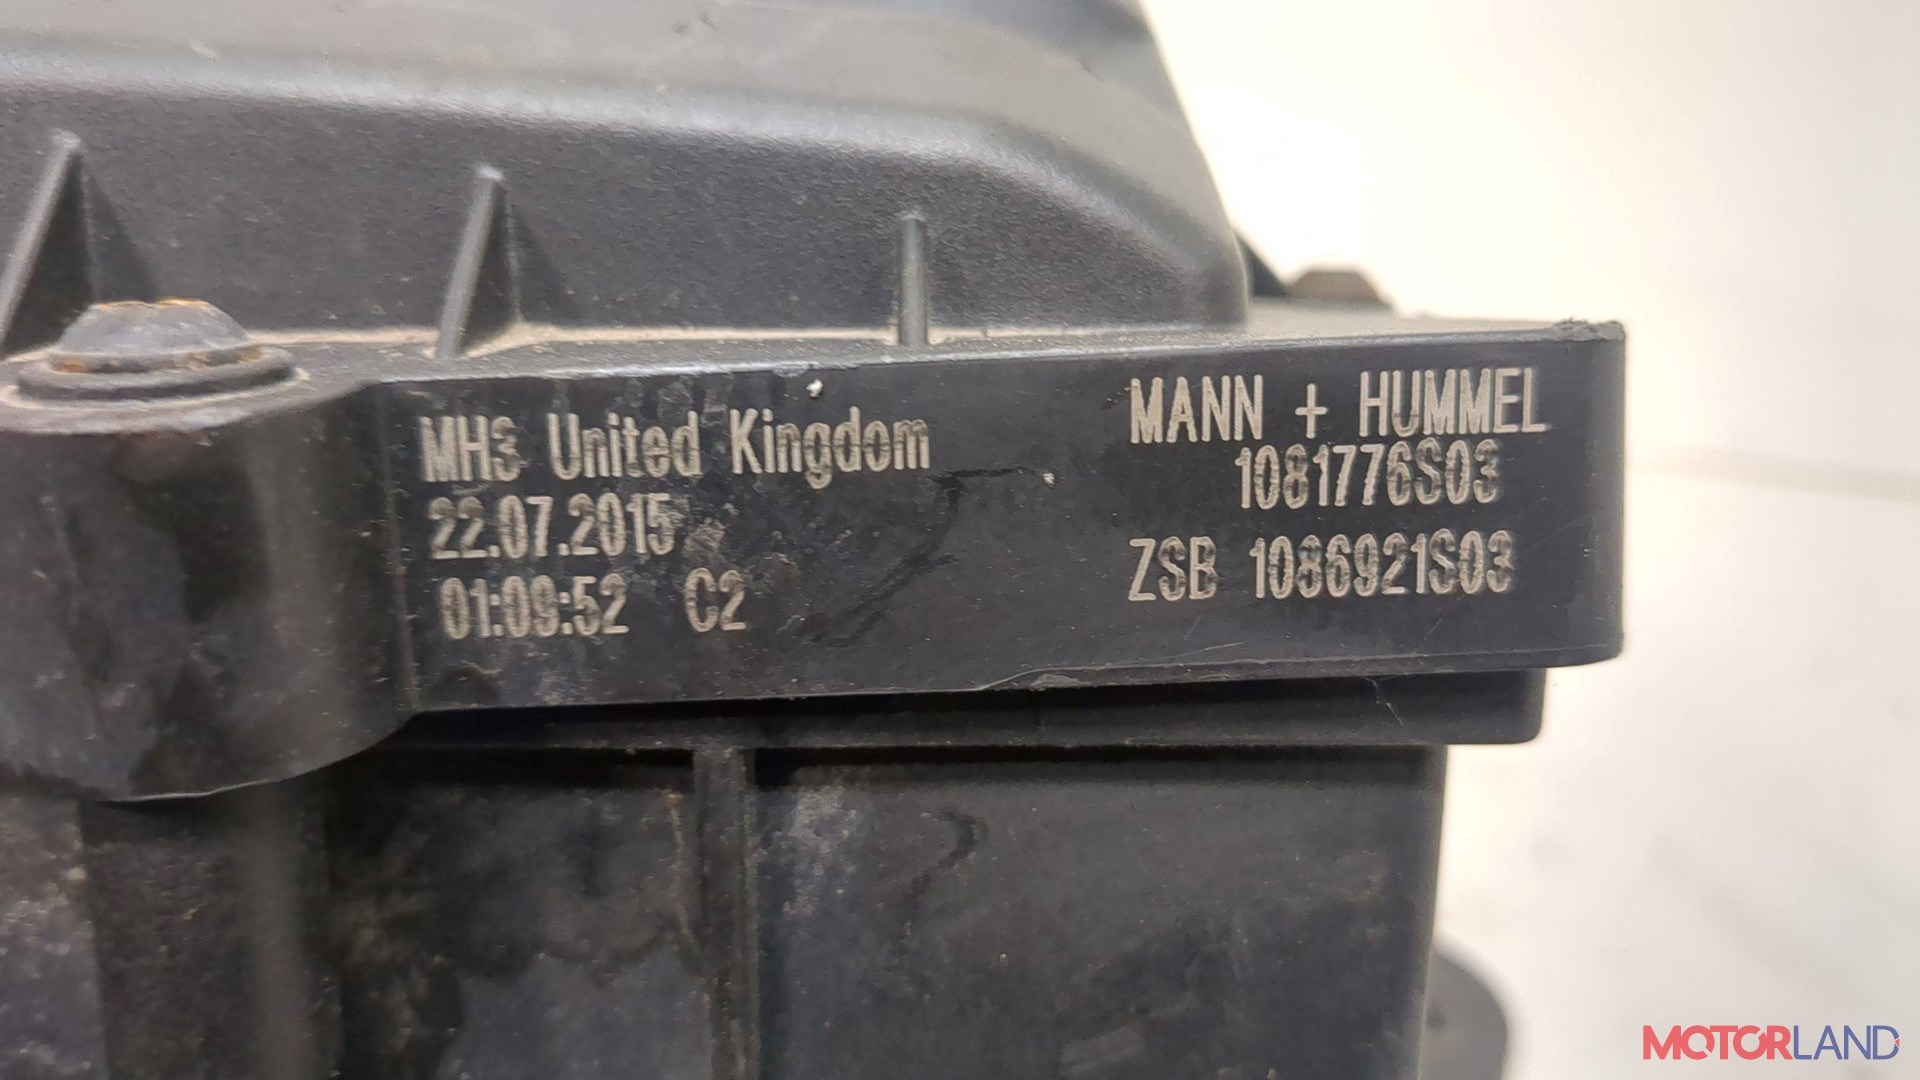 MHS United Kingdom
22.07.2015
01:09:52 C2
MANN + HUMMEL
1081776S03
ZSB 1086921S03
MOTORLAND